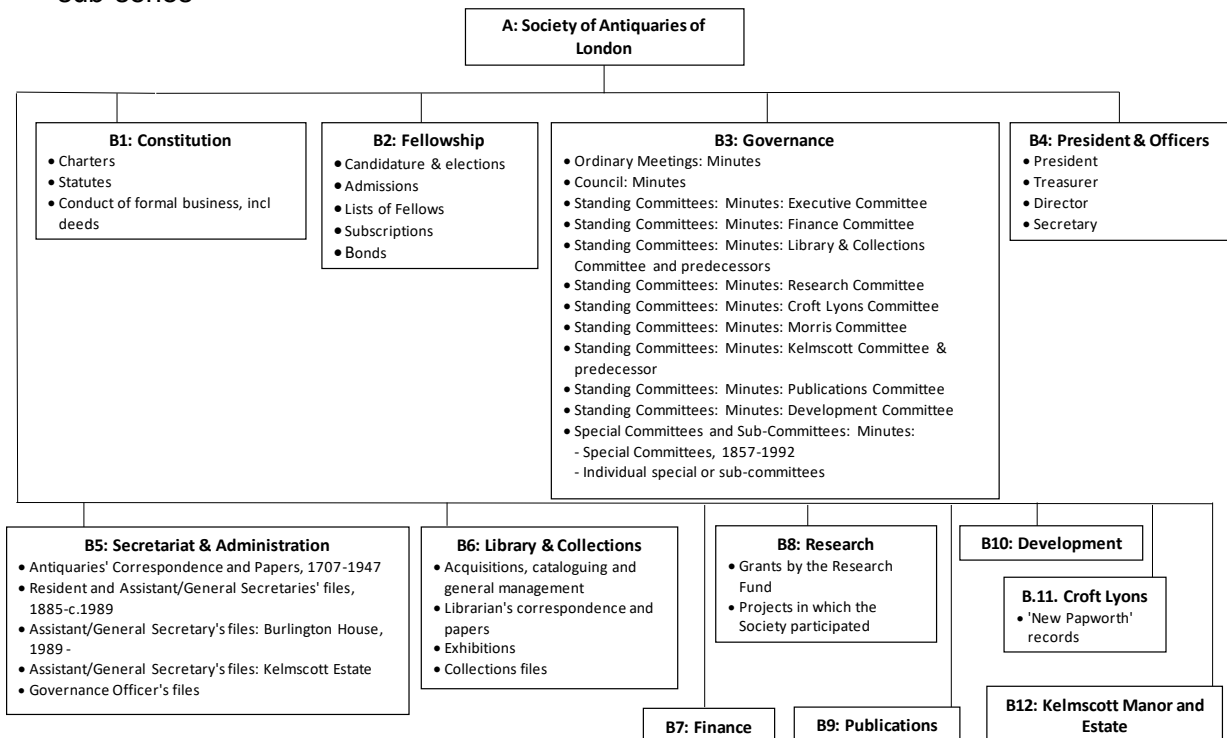 sub-series
A: Society of Antiquaries of
London
B1: Constitution
• Charters
• Statutes
• Conduct of formal business, incl
deeds
B2: Fellowship
• Candidature & elections
• Admissions
• Lists of Fellows
• Subscriptions
• Bonds
B3: Governance
• Ordinary Meetings: Minutes
• Council: Minutes
• Standing Committees: Minutes: Executive Committee
• Standing Committees: Minutes: Finance Committee
• Standing Committees: Minutes: Library & Collections
Committee and predecessors
• Standing Committees: Minutes: Research Committee
• Standing Committees: Minutes: Croft Lyons Committee
• Standing Committees: Minutes: Morris Committee
• Standing Committees: Minutes: Kelmscott Committee &
predecessor
• Standing Committees: Minutes: Publications Committee
• Standing Committees: Minutes: Development Committee
• Special Committees and Sub-Committees: Minutes:
- Special Committees, 1857-1992
- Individual special or sub-committees
B4: President & Officers
• President
• Treasurer
• Director
• Secretary
B5: Secretariat & Administration
• Antiquaries' Correspondence and Papers, 1707-1947
• Resident and Assistant/General Secretaries' files,
1885-c.1989
• Assistant/General Secretary's files: Burlington House,
1989 -
• Assistant/General Secretary's files: Kelmscott Estate
• Governance Officer's files
B6: Library & Collections
• Acquisitions, cataloguing and
general management
• Librarian's correspondence and
papers
• Exhibitions
• Collections files
B7: Finance
B8: Research
• Grants by the Research
Fund
• Projects in which the
Society participated
B9: Publications
B10: Development
B.11. Croft Lyons
• 'New Papworth'
records
B12: Kelmscott Manor and
Estate